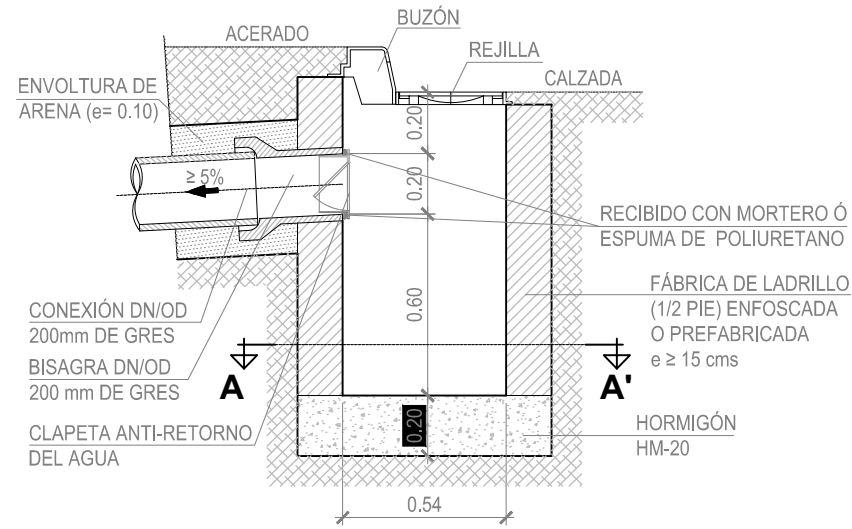 BUZÓN
ACERADO
REJILLA
CALZADA
ENVOLTURA DE
ARENA (e= 0.10)
0.20
≥ 5%
0.20
RECIBIDO CON MORTERO Ó
ESPUMA DE POLIURETANO
0.60
FÁBRICA DE LADRILLO
(1/2 PIE) ENFOSCADA
O PREFABRICADA
e ≥ 15 cms
CONEXIÓN DN/OD
200mm DE GRES
BISAGRA DN/OD
200 mm DE GRES
A
A'
CLAPETA ANTI-RETORNO
DEL AGUA
0.20
HORMIGÓN
HM-20
0.54